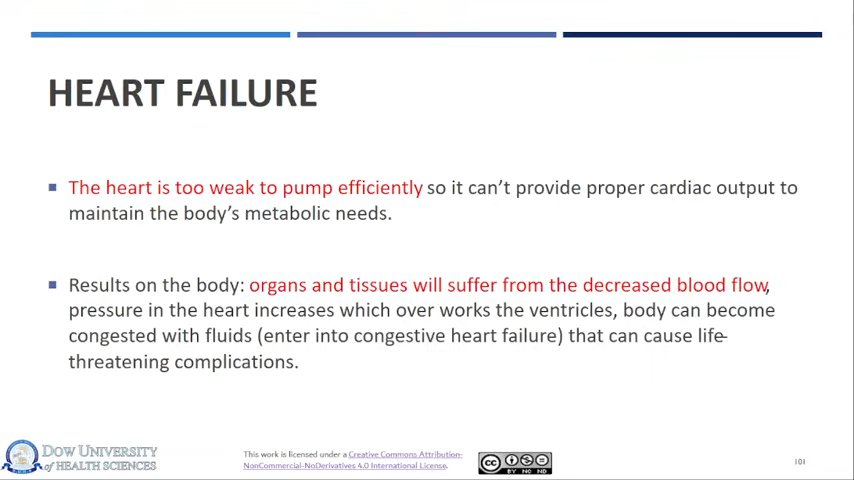 HEART FAILURE
The heart is too weak to pump efficiently so it can't provide proper cardiac output to
maintain the body's metabolic needs.
Results on the body: organs and tissues will suffer from the decreased blood flow,
pressure in the heart increases which over works the ventricles, body can become
congested with fluids (enter into congestive heart failure) that can cause life-
threatening complications.
DOW UNIVERSITY
of HEALTH SCIENCES
This work is licensed under a Creative Commons Attribution-
NonCommercial-NoDerivatives 4.0 International License.
CC BY NC ND
101